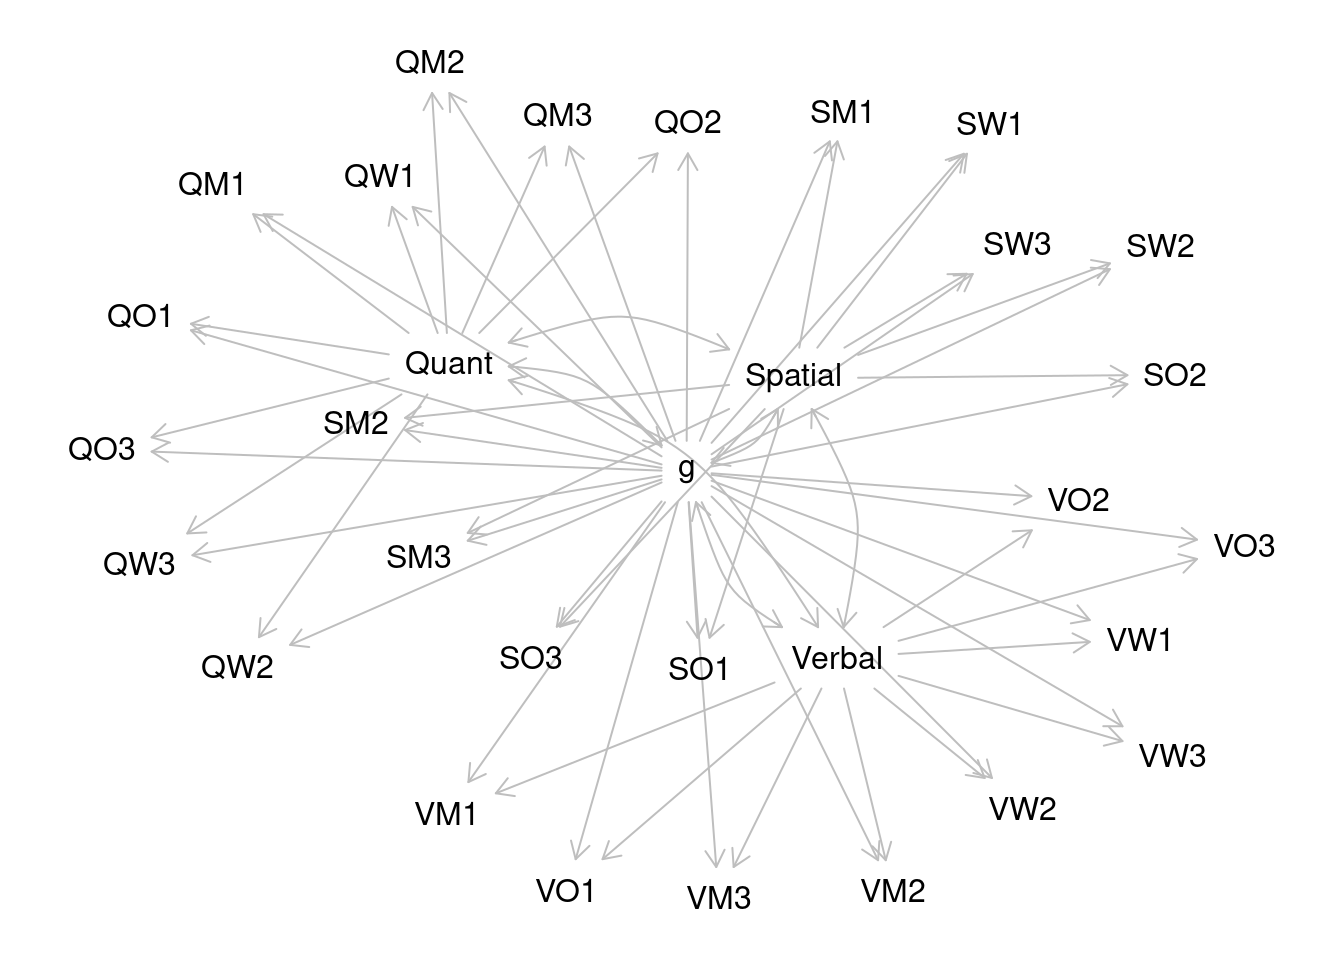 QM2
QM3
QO2
SM1
SW1
QM1
QW1
SW3
SW2
QO1
Quant
Spatial
SO2
SM2
QO3
g
VO2
VO3
QW3
SM3
VW1
QW2
SO3
SO1
Verbal
VW3
VM1
VW2
VO1
VM3
VM2